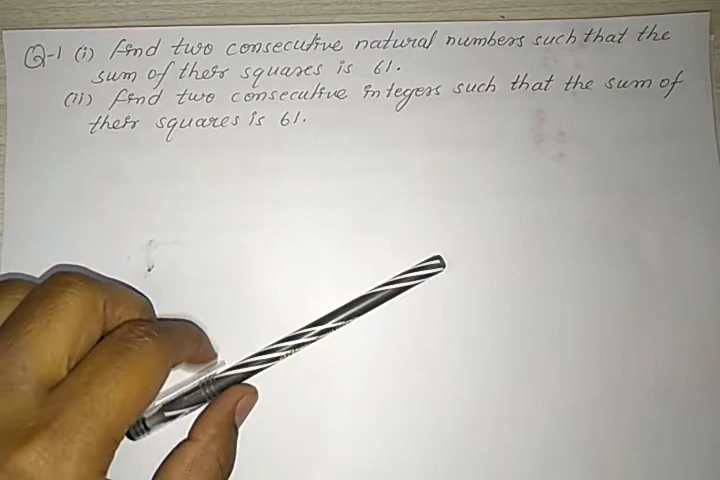 Q-1 (i) find two consecutive natural numbers such that the
sum of their squares is 61.
(ii) find two consecutive integers such that the sum of
their squares is 61.